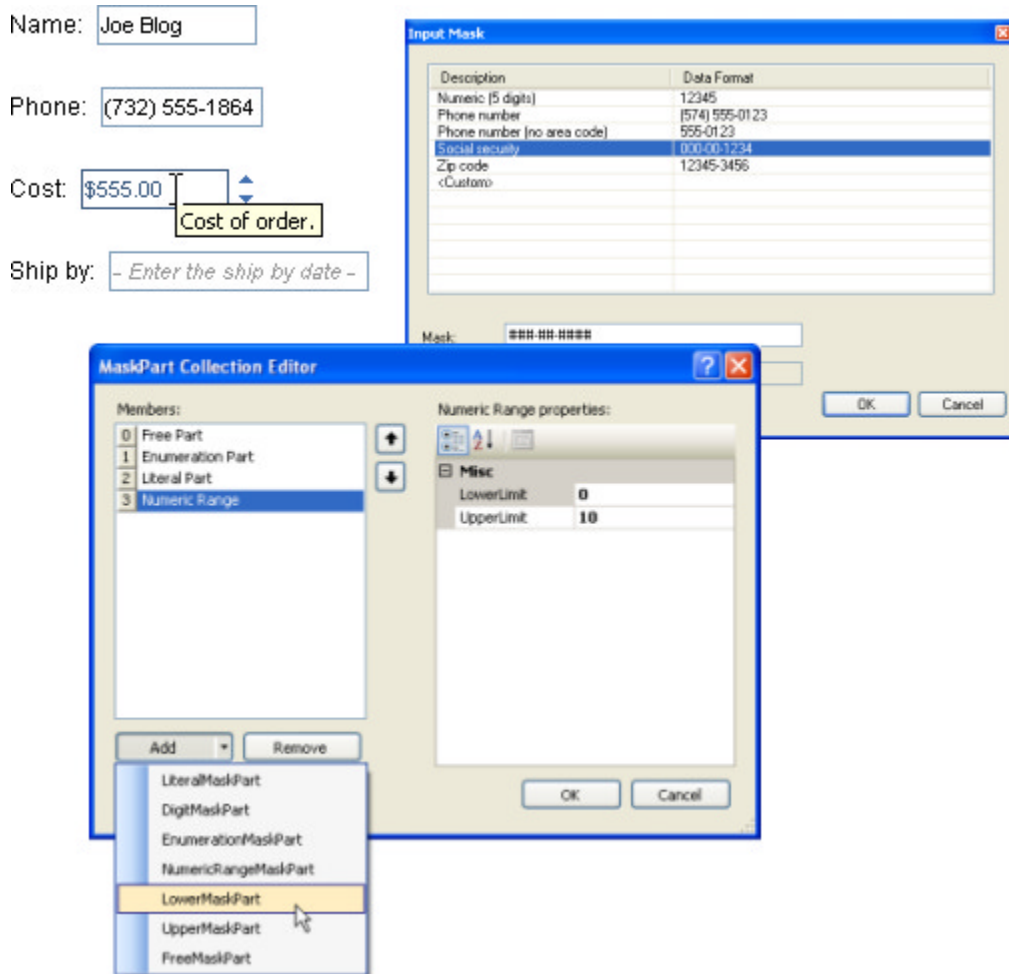 Name: Joe Blog
Phone: (732) 555-1864
Cost: $555.00
Cost of order.
Ship by: - Enter the ship by date -
Input Mask
Description Data Format
Numeric (5 digits) 12345
Phone number (574) 555-0123
Phone number (no area code) 555-0123
Social security 000-00-1234
Zip code 12345-3456
<Custom>
Mask: ###-##-####
OK Cancel
MaskPart Collection Editor
Members:
0 Free Part
1 Enumeration Part
2 Literal Part
3 Numeric Range
Add Remove
LiteralMaskPart
DigitMaskPart
EnumerationMaskPart
NumericRangeMaskPart
LowerMaskPart
UpperMaskPart
FreeMaskPart
Numeric Range properties:
Misc
LowerLimit 0
UpperLimit 10
OK Cancel